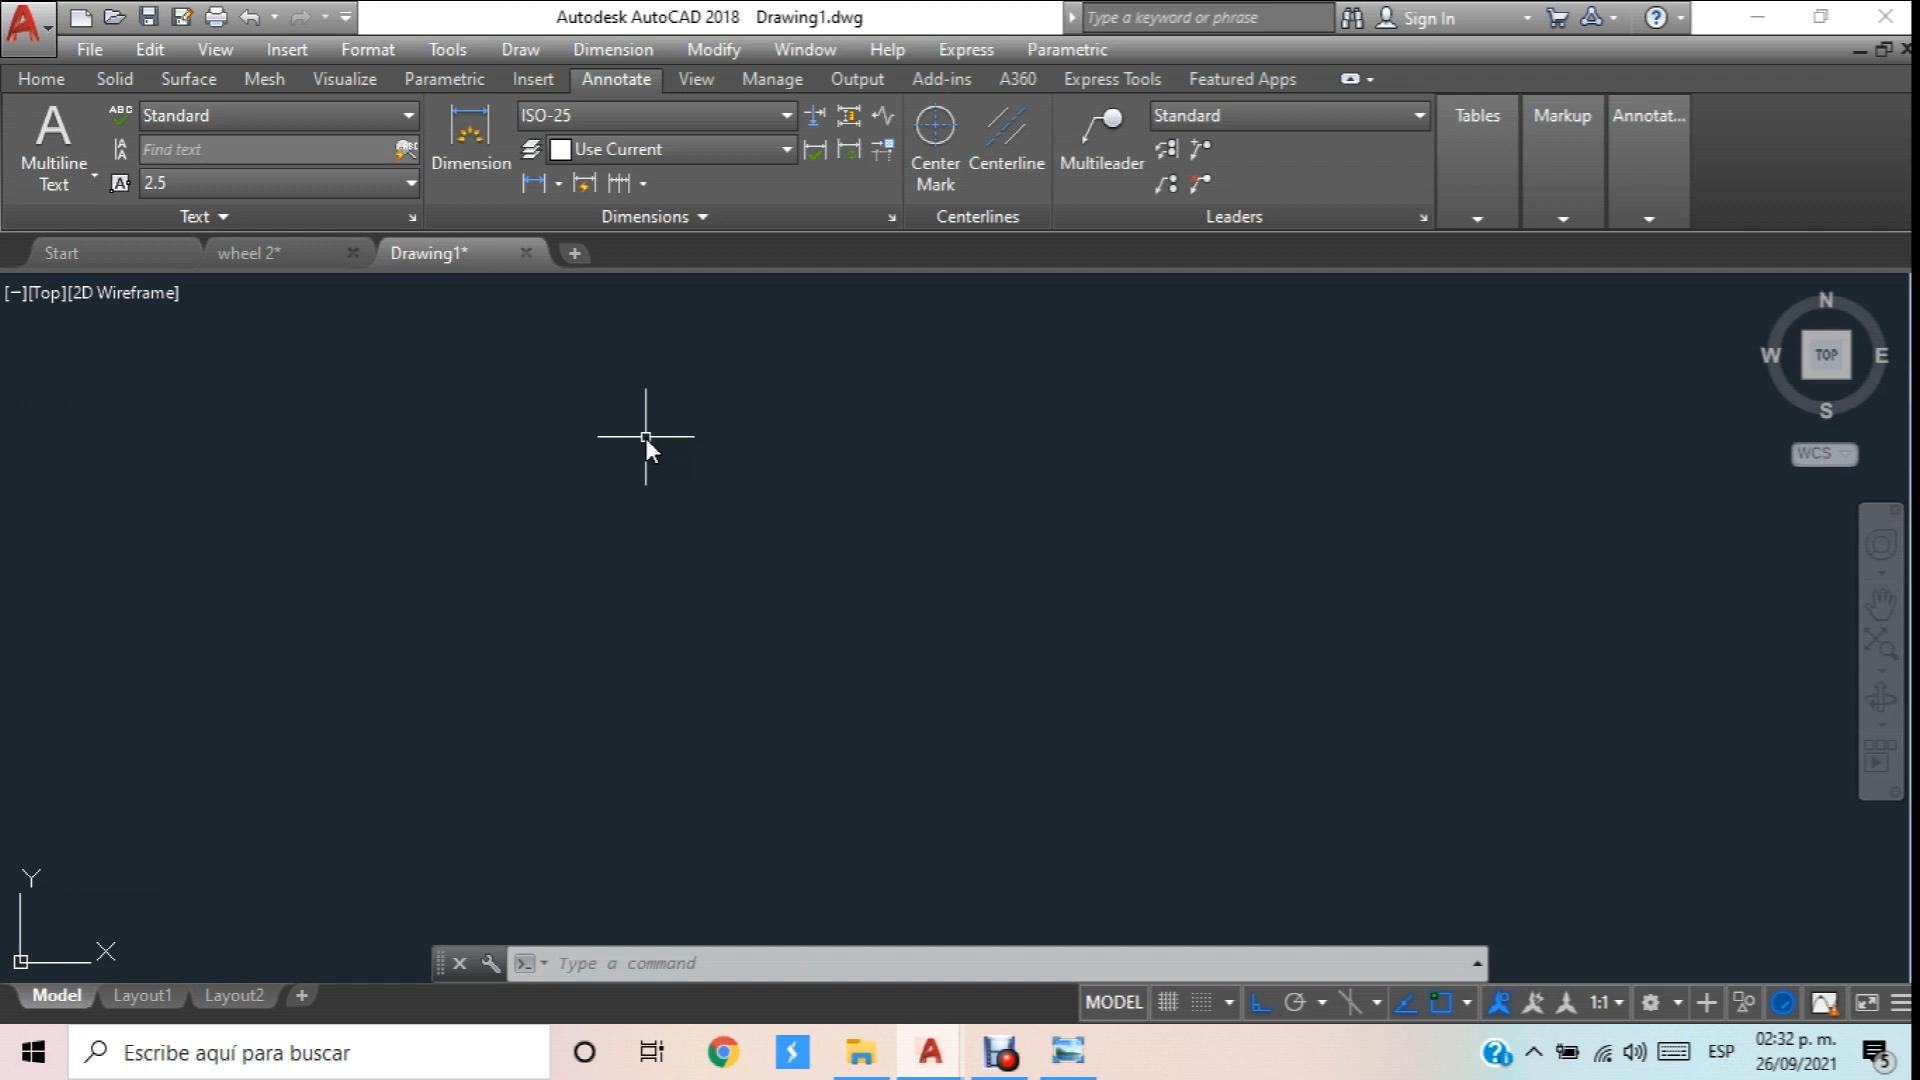 Autodesk AutoCAD 2018 Drawing1.dwg
Type a keyword or phrase
Sign In
File Edit View Insert Format Tools Draw Dimension Modify Window Help Express Parametric
Home Solid Surface Mesh Visualize Parametric Insert Annotate View Manage Output Add-ins A360 Express Tools Featured Apps
A
Multiline
Text
ABC
Standard
Find text
ABC
A
2.5
Text
Dimension
ISO-25
Use Current
Dimensions
Center
Mark
Centerline
Centerlines
Multileader
Standard
Leaders
Tables
Markup
Annotat...
Start wheel 2* Drawing1*
[−][Top][2D Wireframe]
N
W TOP E
S
WCS
Y
X
Type a command
Model Layout1 Layout2
MODEL 1:1
Escribe aquí para buscar
ESP
02:32 p. m.
26/09/2021
5